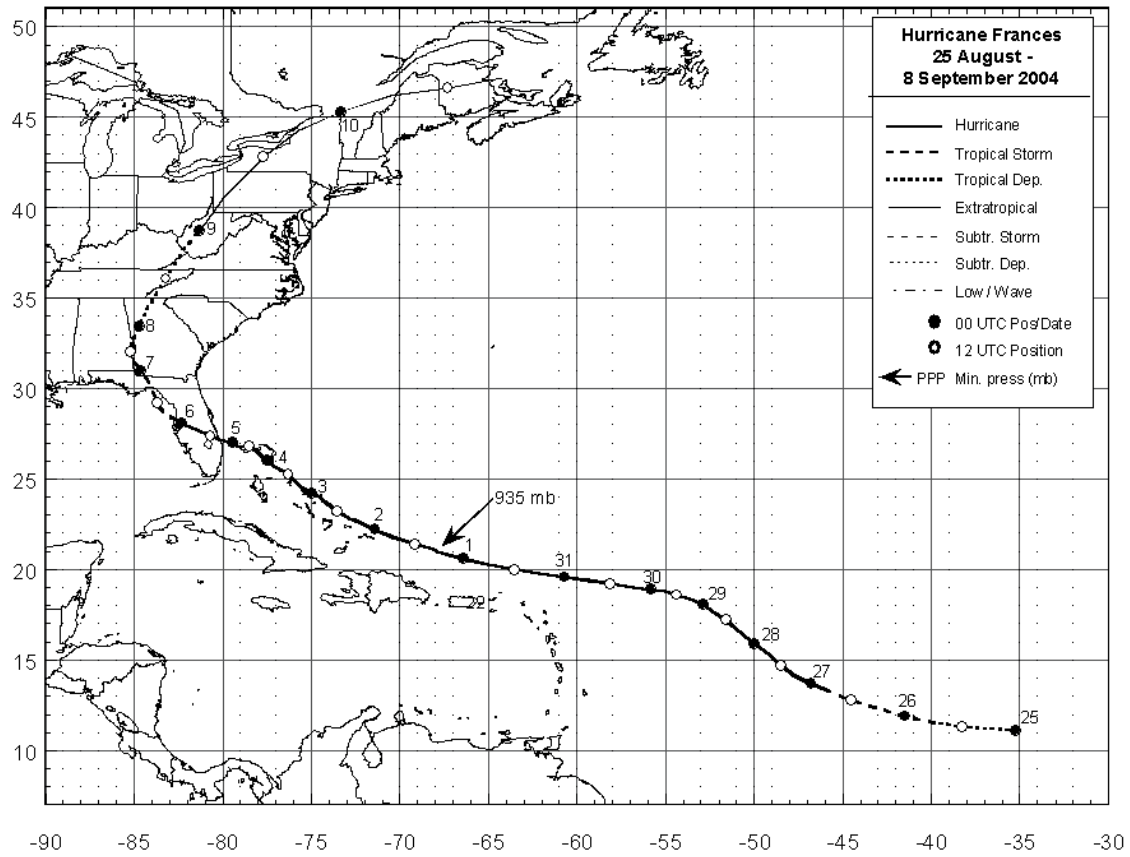 Hurricane Frances
25 August -
8 September 2004
Hurricane
Tropical Storm
Tropical Dep.
Extratropical
Subtr. Storm
Subtr. Dep.
Low / Wave
00 UTC Pos/Date
12 UTC Position
PPP Min. press (mb)
50
45
40
35
30
25
20
15
10
10
9
8
7
6
5
4
3
2
1
935 mb
31
30
29
28
27
26
25
22
-90 -85 -80 -75 -70 -65 -60 -55 -50 -45 -40 -35 -30